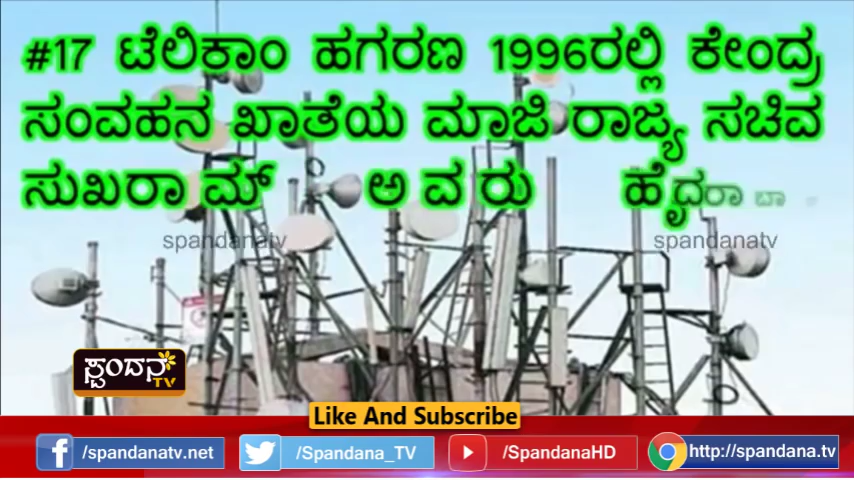 #17 ಟೆಲಿಕಾಂ ಹಗರಣ 1996ರಲ್ಲಿ ಕೇಂದ್ರ
ಸಂವಹನ ಖಾತೆಯ ಮಾಜಿ ರಾಜ್ಯ ಸಚಿವ
ಸುಖರಾಮ್ ಅವರು ಹೈದರಾಬಾ
spandanatv spandanatv
ಸ್ಪಂದನ
TV
Like And Subscribe
/spandanatv.net /Spandana_TV /SpandanaHD http://spandana.tv